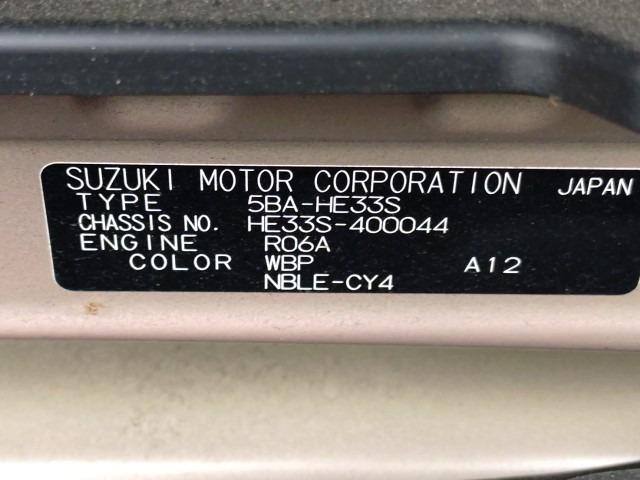 SUZUKI MOTOR CORPORATION JAPAN
TYPE 5BA-HE33S
CHASSIS NO. HE33S-400044
ENGINE R06A
COLOR WBP A12
NBLE-CY4